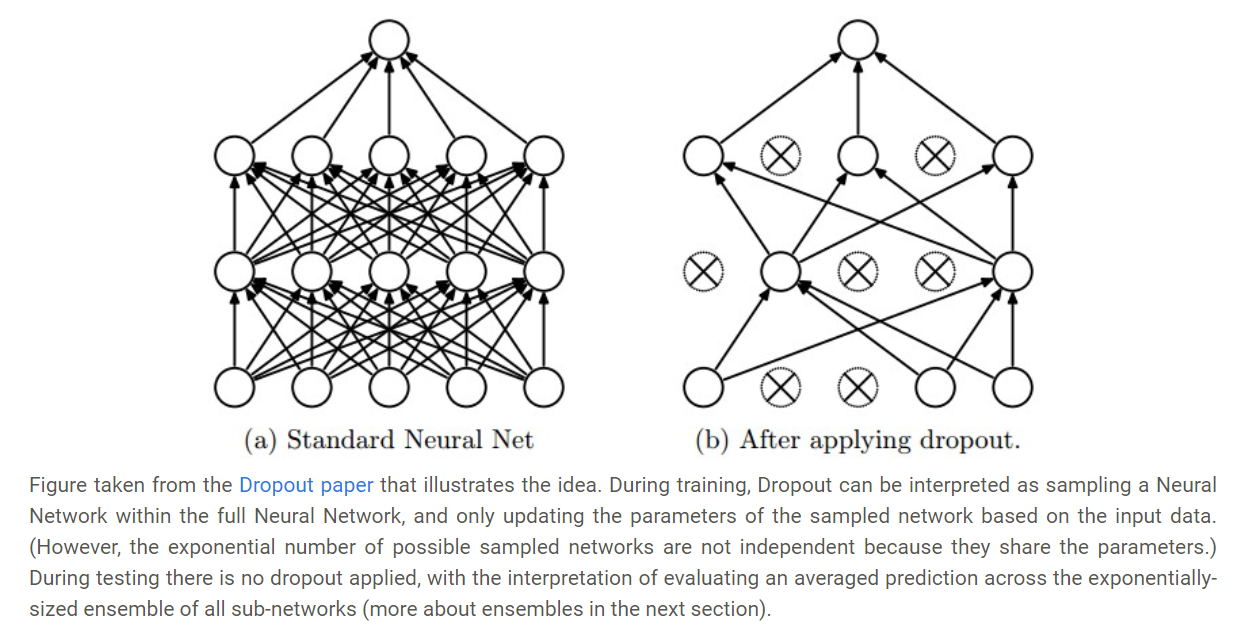 (a) Standard Neural Net
(b) After applying dropout.
Figure taken from the Dropout paper that illustrates the idea. During training, Dropout can be interpreted as sampling a Neural
Network within the full Neural Network, and only updating the parameters of the sampled network based on the input data.
(However, the exponential number of possible sampled networks are not independent because they share the parameters.)
During testing there is no dropout applied, with the interpretation of evaluating an averaged prediction across the exponentially-
sized ensemble of all sub-networks (more about ensembles in the next section).